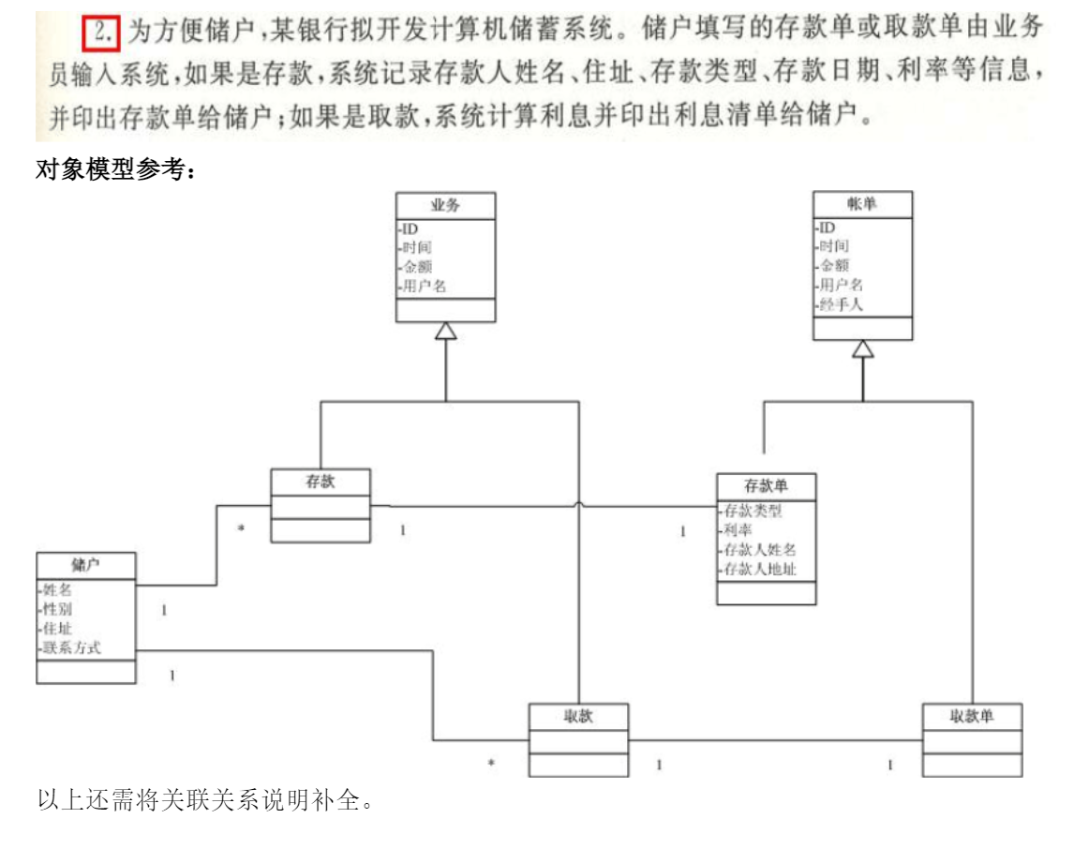 2. 为方便储户,某银行拟开发计算机储蓄系统。储户填写的存款单或取款单由业务
员输入系统,如果是存款,系统记录存款人姓名、住址、存款类型、存款日期、利率等信息,
并印出存款单给储户;如果是取款,系统计算利息并印出利息清单给储户。
对象模型参考:
业务
-ID
-时间
-金额
-用户名
帐单
-ID
-时间
-金额
-用户名
-经手人
存款
存款单
-存款类型
-利率
-存款人姓名
-存款人地址
*
1
1
储户
-姓名
-性别
-住址
-联系方式
1
1
取款
取款单
*
1
1
以上还需将关联关系说明补全。